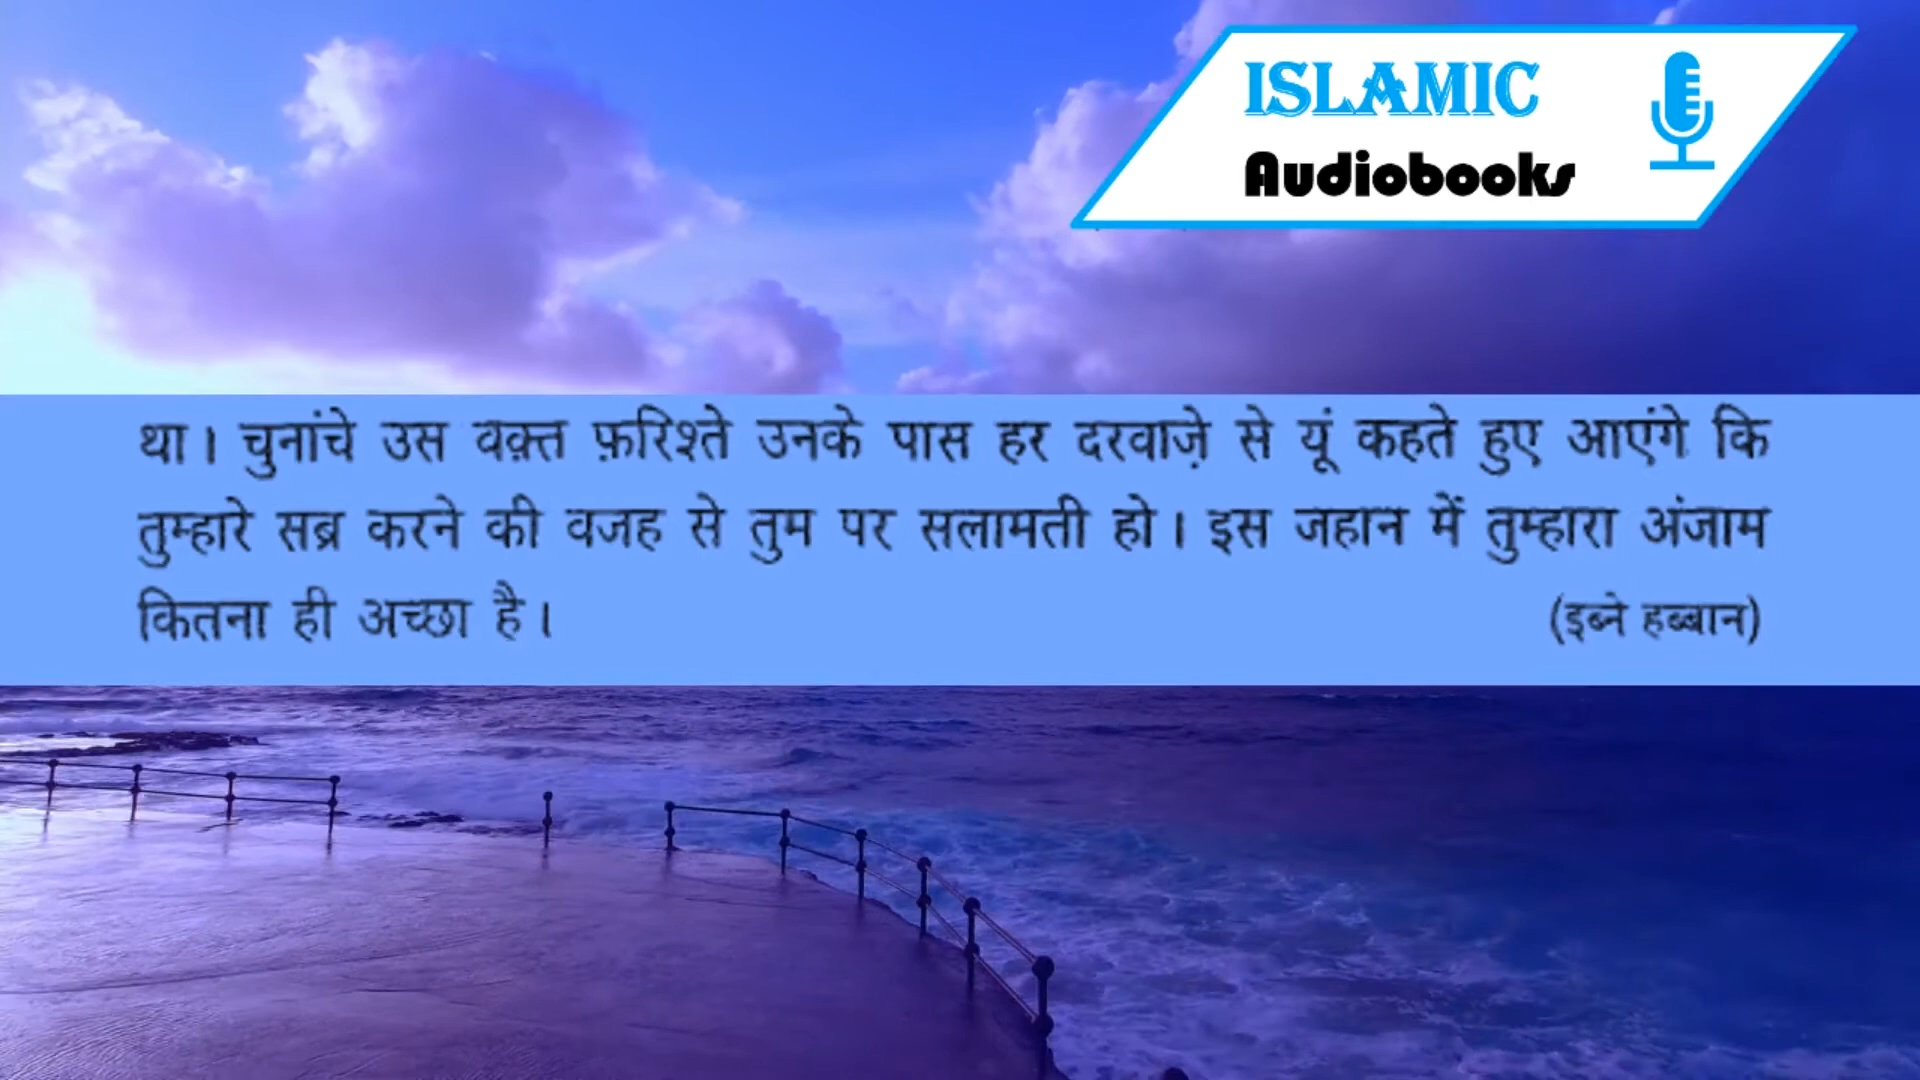 ISLAMIC
Audiobooks
था। चुनांचे उस वक़्त फ़रिश्ते उनके पास हर दरवाज़े से यूं कहते हुए आएंगे कि
तुम्हारे सब्र करने की वजह से तुम पर सलामती हो। इस जहान में तुम्हारा अंजाम
कितना ही अच्छा है। (इब्ने हब्बान)